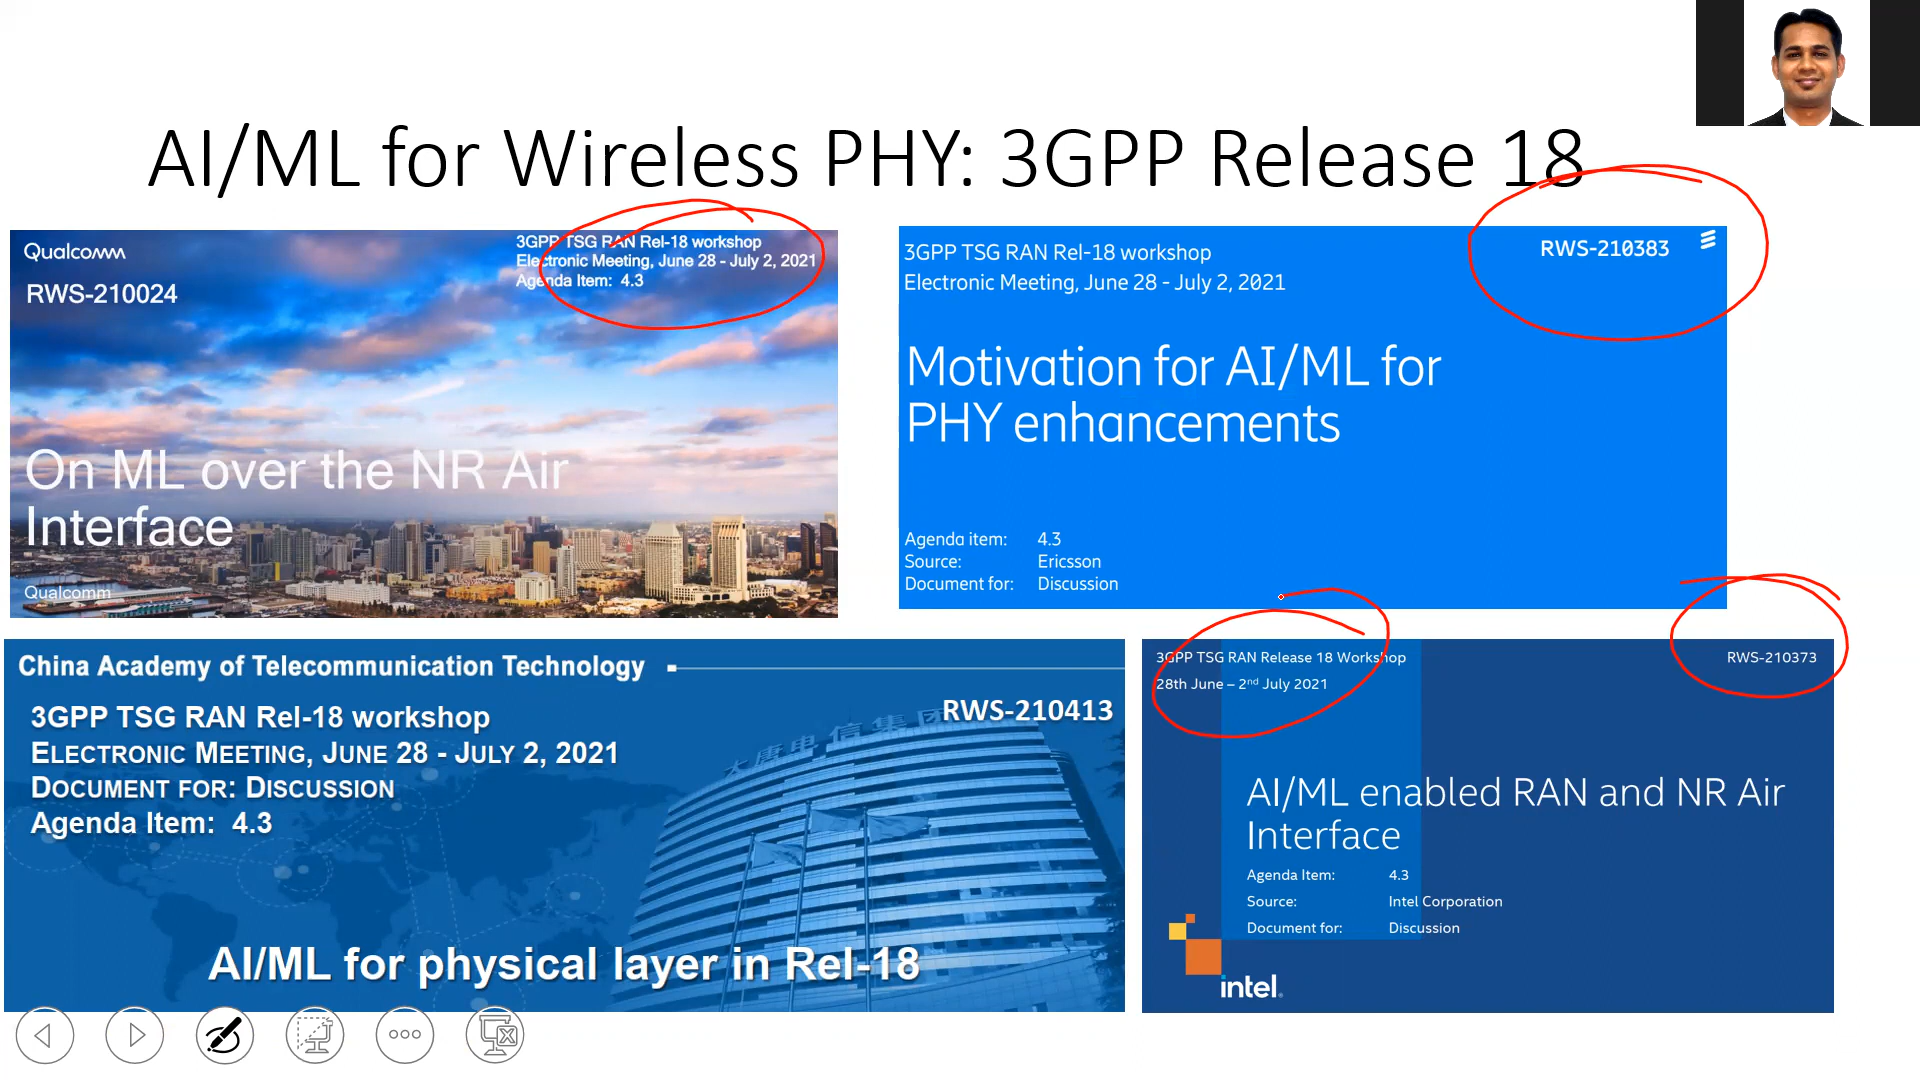 AI/ML for Wireless PHY: 3GPP Release 18
Qualcomm
RWS-210024
3GPP TSG RAN Rel-18 workshop
Electronic Meeting, June 28 - July 2, 2021
Agenda Item: 4.3
On ML over the NR Air
Interface
Qualcomm
3GPP TSG RAN Rel-18 workshop
Electronic Meeting, June 28 - July 2, 2021
RWS-210383
Motivation for AI/ML for
PHY enhancements
Agenda item: 4.3
Source: Ericsson
Document for: Discussion
China Academy of Telecommunication Technology
3GPP TSG RAN Rel-18 workshop
ELECTRONIC MEETING, JUNE 28 - JULY 2, 2021
DOCUMENT FOR: DISCUSSION
Agenda Item: 4.3
RWS-210413
大唐电信集团
AI/ML for physical layer in Rel-18
3GPP TSG RAN Release 18 Workshop
28th June – 2nd July 2021
RWS-210373
AI/ML enabled RAN and NR Air
Interface
Agenda Item: 4.3
Source: Intel Corporation
Document for: Discussion
intel.